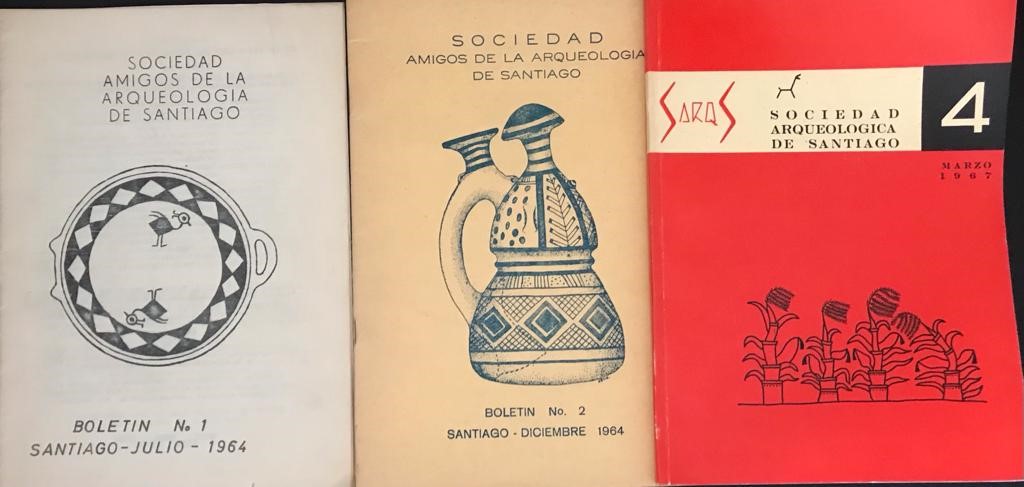 SOCIEDAD
AMIGOS DE LA
ARQUEOLOGIA
DE SANTIAGO
BOLETIN No 1
SANTIAGO-JULIO-1964
SOCIEDAD
AMIGOS DE LA ARQUEOLOGIA
DE SANTIAGO
BOLETIN No. 2
SANTIAGO - DICIEMBRE 1964
SARQS
SOCIEDAD
ARQUEOLOGICA
DE SANTIAGO
4
MARZO
1967